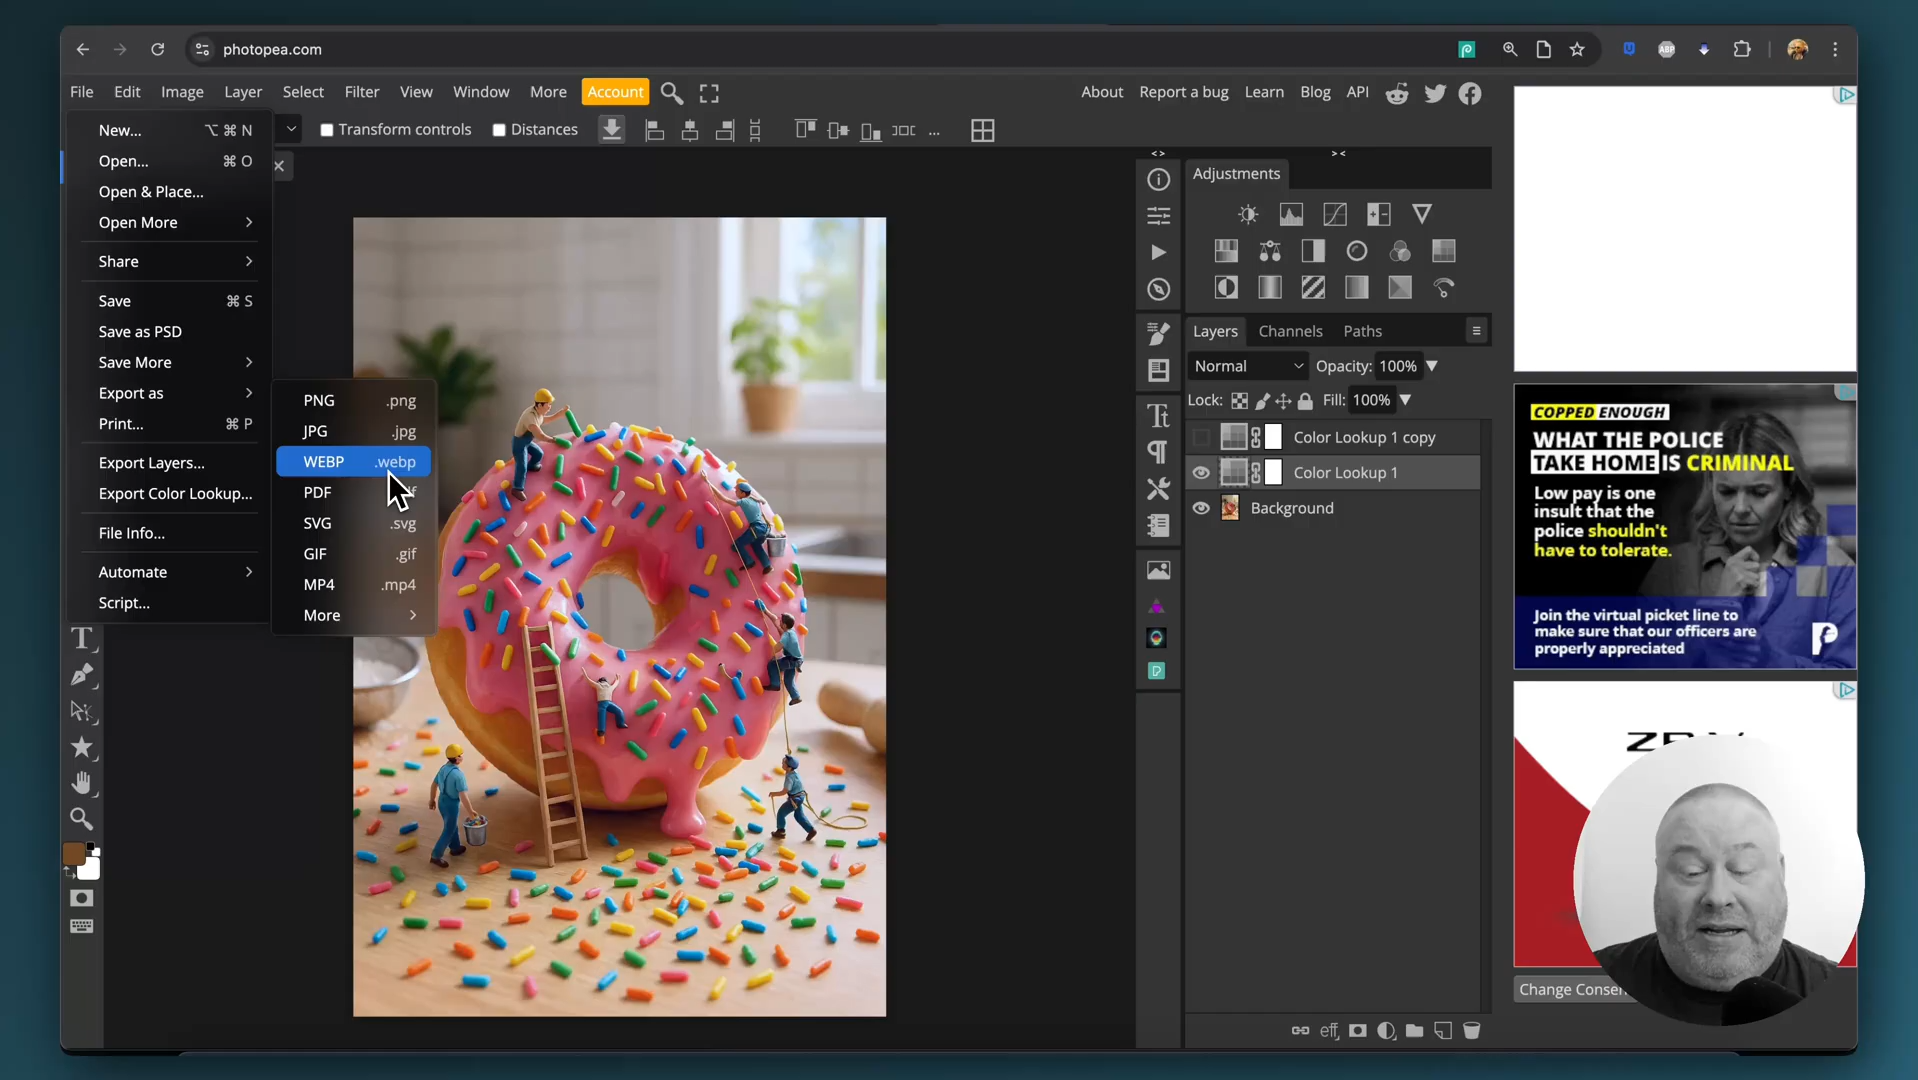 photopea.com
ABP
File Edit Image Layer Select Filter View Window More Account
About Report a bug Learn Blog API
New... ⌥ ⌘ N
Transform controls Distances
...
Open... ⌘ O
Open & Place...
Open More >
Share >
Save ⌘ S
Save as PSD
Save More >
Export as >
Print... ⌘ P
Export Layers...
Export Color Lookup...
File Info...
Automate >
Script...
PNG .png
JPG .jpg
WEBP .webp
PDF
SVG .svg
GIF .gif
MP4 .mp4
More >
Adjustments
Layers Channels Paths
Normal Opacity: 100%
Lock: Fill: 100%
Color Lookup 1 copy
Color Lookup 1
Background
eff
COPPED ENOUGH
WHAT THE POLICE
TAKE HOME IS CRIMINAL
Low pay is one
insult that the
police shouldn't
have to tolerate.
Join the virtual picket line to
make sure that our officers are
properly appreciated
Change Consen